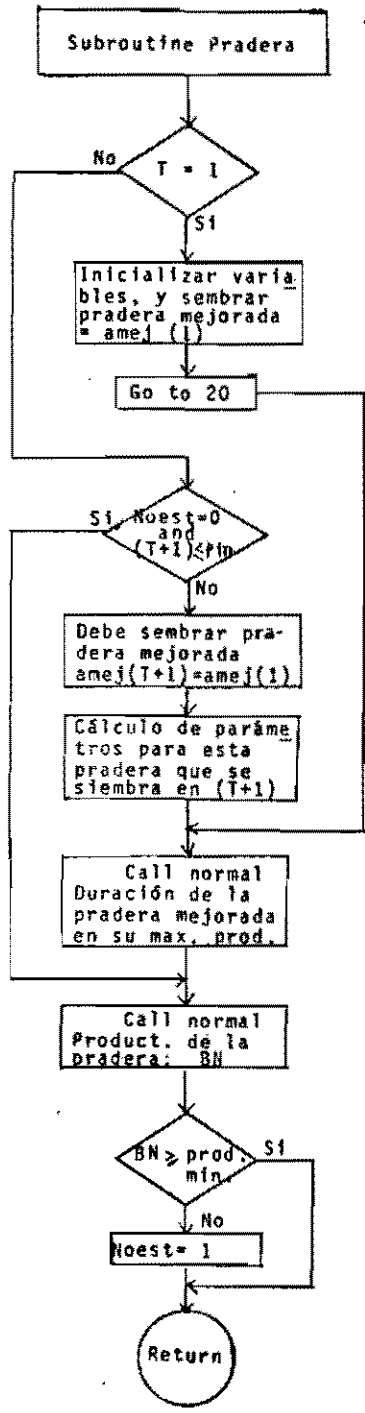 Subroutine Pradera
No
T = 1
Si
Inicializar varia
bles, y sembrar
pradera mejorada
= amej (1)
Go to 20
Si
Noest=0
and
(T+1)≤fin
No
Debe sembrar pra-
dera mejorada
amej(T+1)=amej(1)
Cálculo de paráme
tros para esta
pradera que se
siembra en (T+1)
Call normal
Duración de la
pradera mejorada
en su max. prod.
Call normal
Product. de la
pradera: BN
BN ≥ prod.
min.
Si
No
Noest= 1
Return